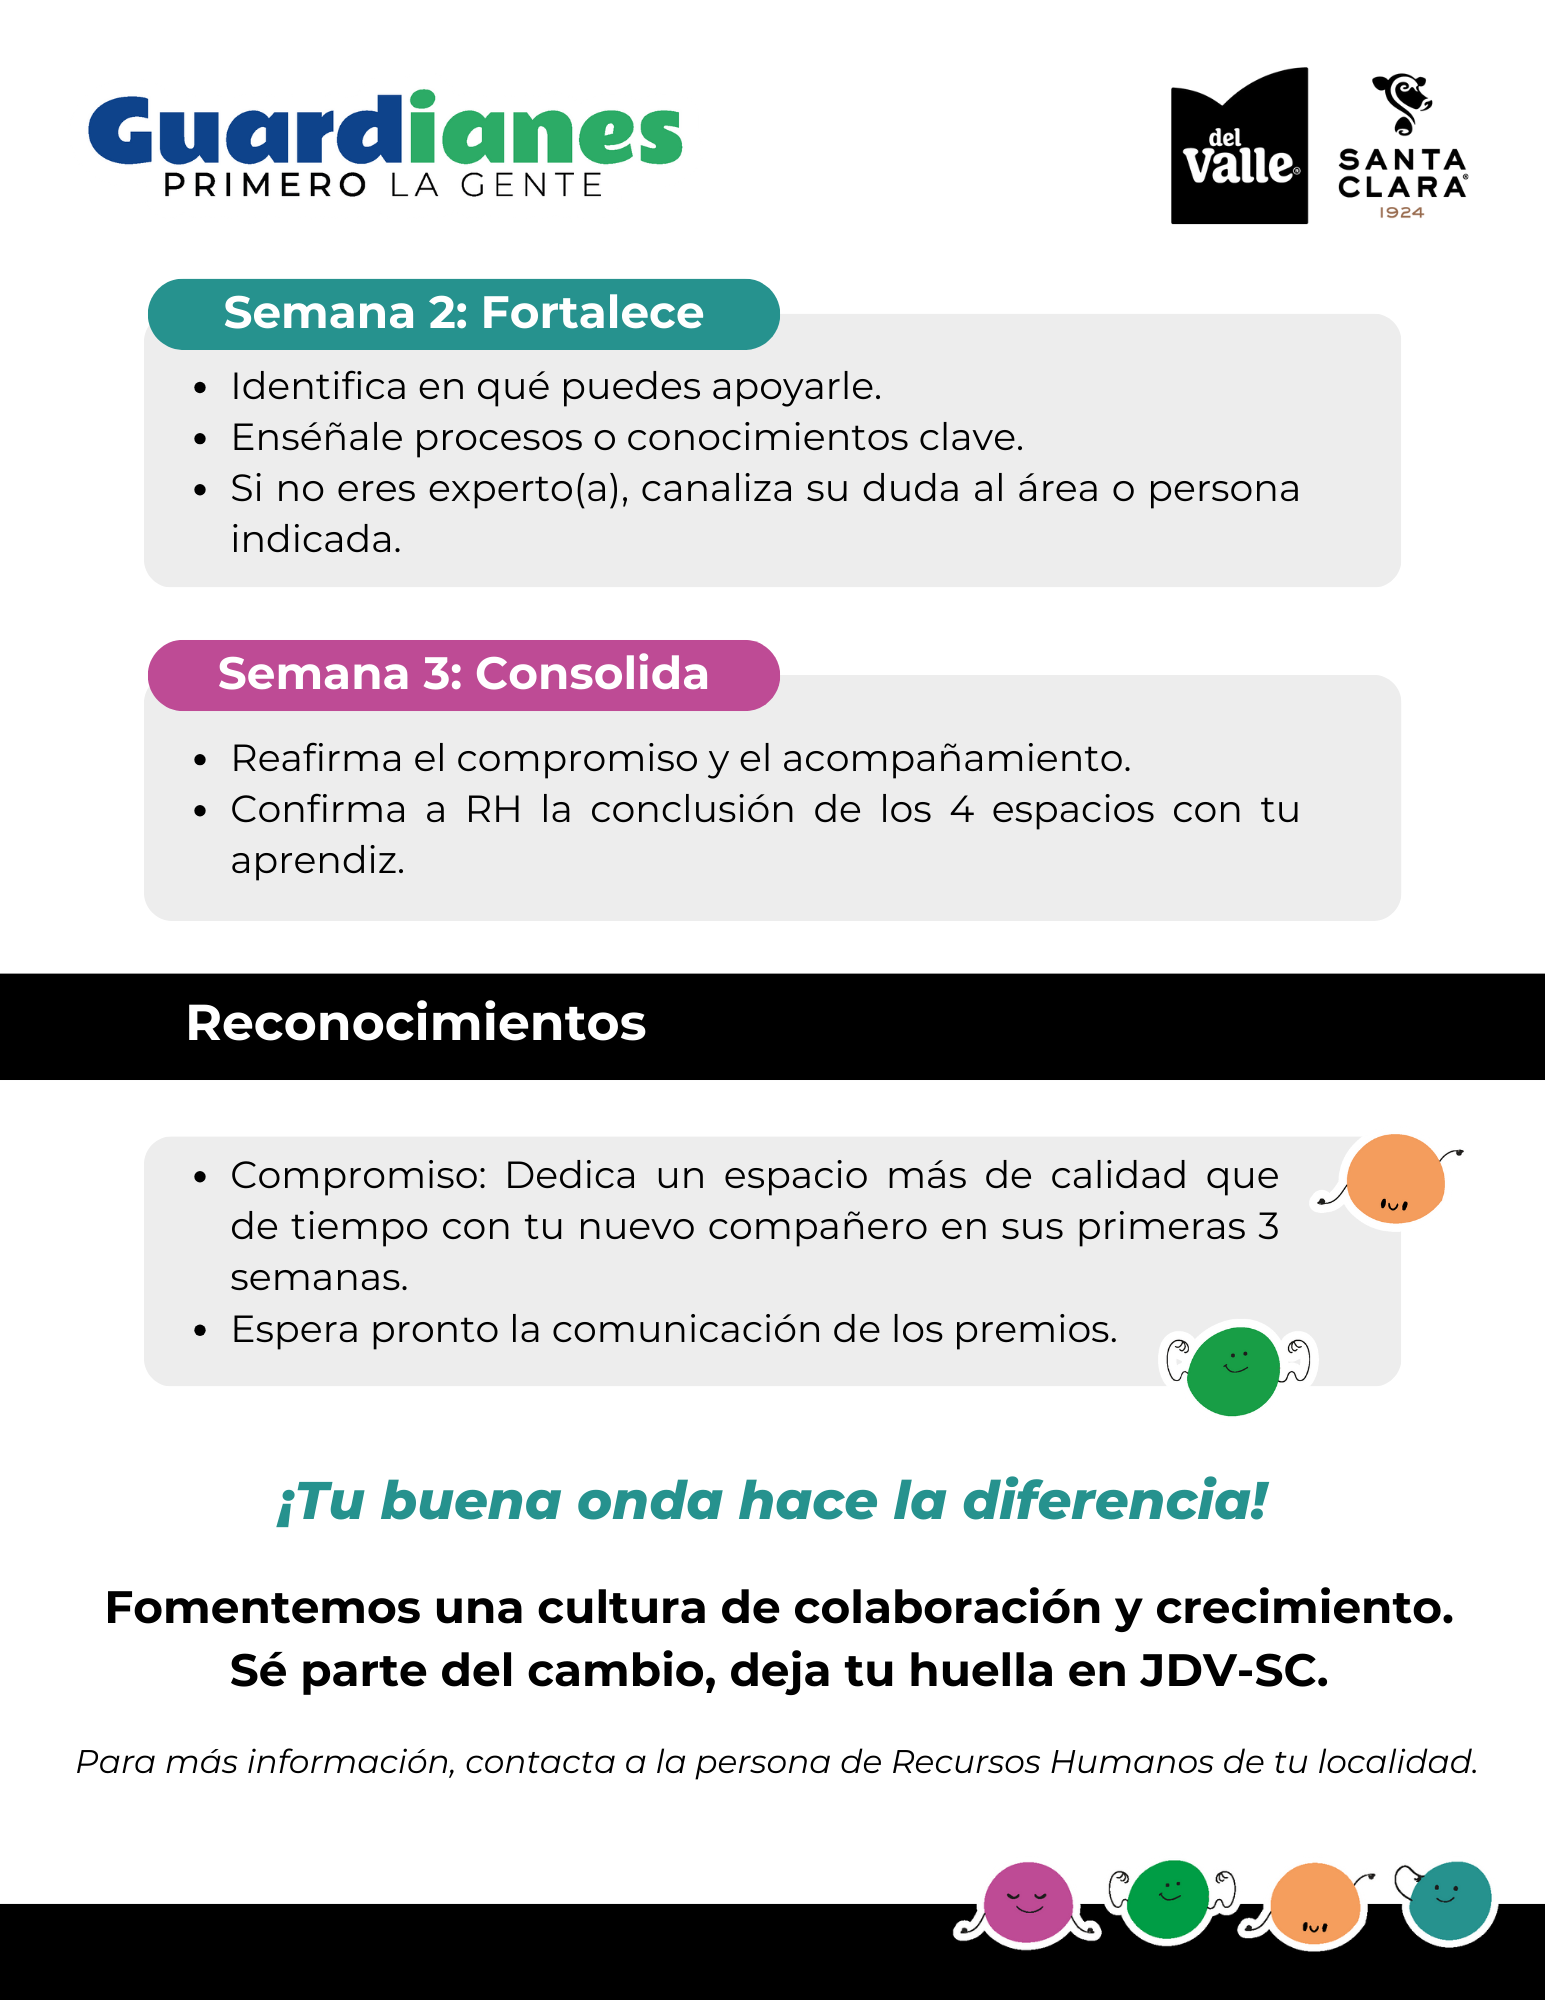 Guardianes
PRIMERO LA GENTE
del
Valle®
SANTA
CLARA®
1924
Semana 2: Fortalece
• Identifica en qué puedes apoyarle.
• Enséñale procesos o conocimientos clave.
• Si no eres experto(a), canaliza su duda al área o persona
indicada.
Semana 3: Consolida
• Reafirma el compromiso y el acompañamiento.
• Confirma a RH la conclusión de los 4 espacios con tu
aprendiz.
Reconocimientos
• Compromiso: Dedica un espacio más de calidad que
de tiempo con tu nuevo compañero en sus primeras 3
semanas.
• Espera pronto la comunicación de los premios.
¡Tu buena onda hace la diferencia!
Fomentemos una cultura de colaboración y crecimiento.
Sé parte del cambio, deja tu huella en JDV-SC.
Para más información, contacta a la persona de Recursos Humanos de tu localidad.